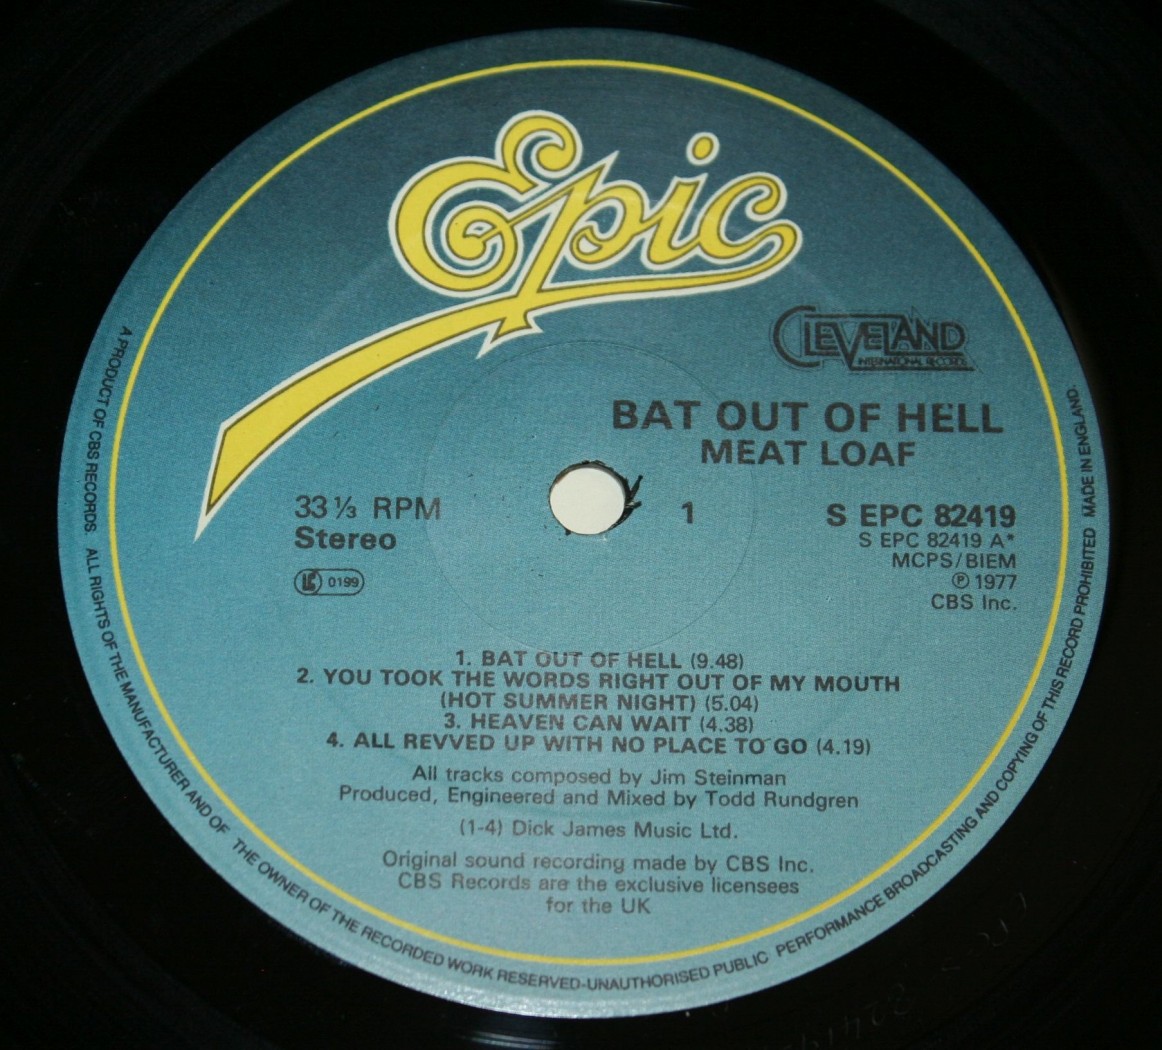 Epic
CLEVELAND
INTERNATIONAL RECORDS
BAT OUT OF HELL
MEAT LOAF
33 ⅓ RPM
Stereo
LC 0199
1
S EPC 82419
S EPC 82419 A*
MCPS/BIEM
℗ 1977
CBS Inc.
1. BAT OUT OF HELL (9.48)
2. YOU TOOK THE WORDS RIGHT OUT OF MY MOUTH
(HOT SUMMER NIGHT) (5.04)
3. HEAVEN CAN WAIT (4.38)
4. ALL REVVED UP WITH NO PLACE TO GO (4.19)
All tracks composed by Jim Steinman
Produced, Engineered and Mixed by Todd Rundgren
(1-4) Dick James Music Ltd.
Original sound recording made by CBS Inc.
CBS Records are the exclusive licensees
for the UK
A PRODUCT OF CBS RECORDS. ALL RIGHTS OF THE MANUFACTURER AND OF THE OWNER OF THE RECORDED WORK RESERVED-UNAUTHORISED PUBLIC PERFORMANCE BROADCASTING AND COPYING OF THIS RECORD PROHIBITED MADE IN ENGLAND.